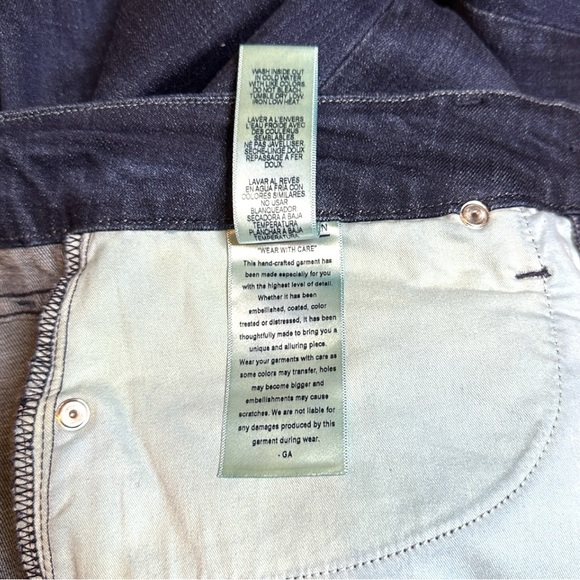 WASH INSIDE OUT
IN COLD WATER
WITH LIKE COLORS
DO NOT BLEACH.
TUMBLE DRY LOW.
IRON LOW HEAT
LAVÉR A L'ENVERS
L'EAU FROIDE AVEC
DES COULERUS
SEMBLABLES
NE PAS JAVELLISER.
SÈCHE-LINGE DOUX
REPASSAGE A FER
DOUX.
LAVAR AL REVÉS
EN AGUA FRIA CON
COLORES SIMILARES
NO USAR
BLANQUEADOR
SECADORA A BAJA
TEMPERATURA
PLANCHAR A BAJA
TEMPERATURA
N
"WEAR WITH CARE"
This hand-crafted garment has
been made especially for you
with the highest level of detail.
Whether it has been
embellished, coated, color
treated or distressed, it has been
thoughtfully made to bring you a
unique and alluring piece.
Wear your garments with care as
some colors may transfer, holes
may become bigger and
embellishments may cause
scratches. We are not liable for
any damages produced by this
garment during wear.
- GA